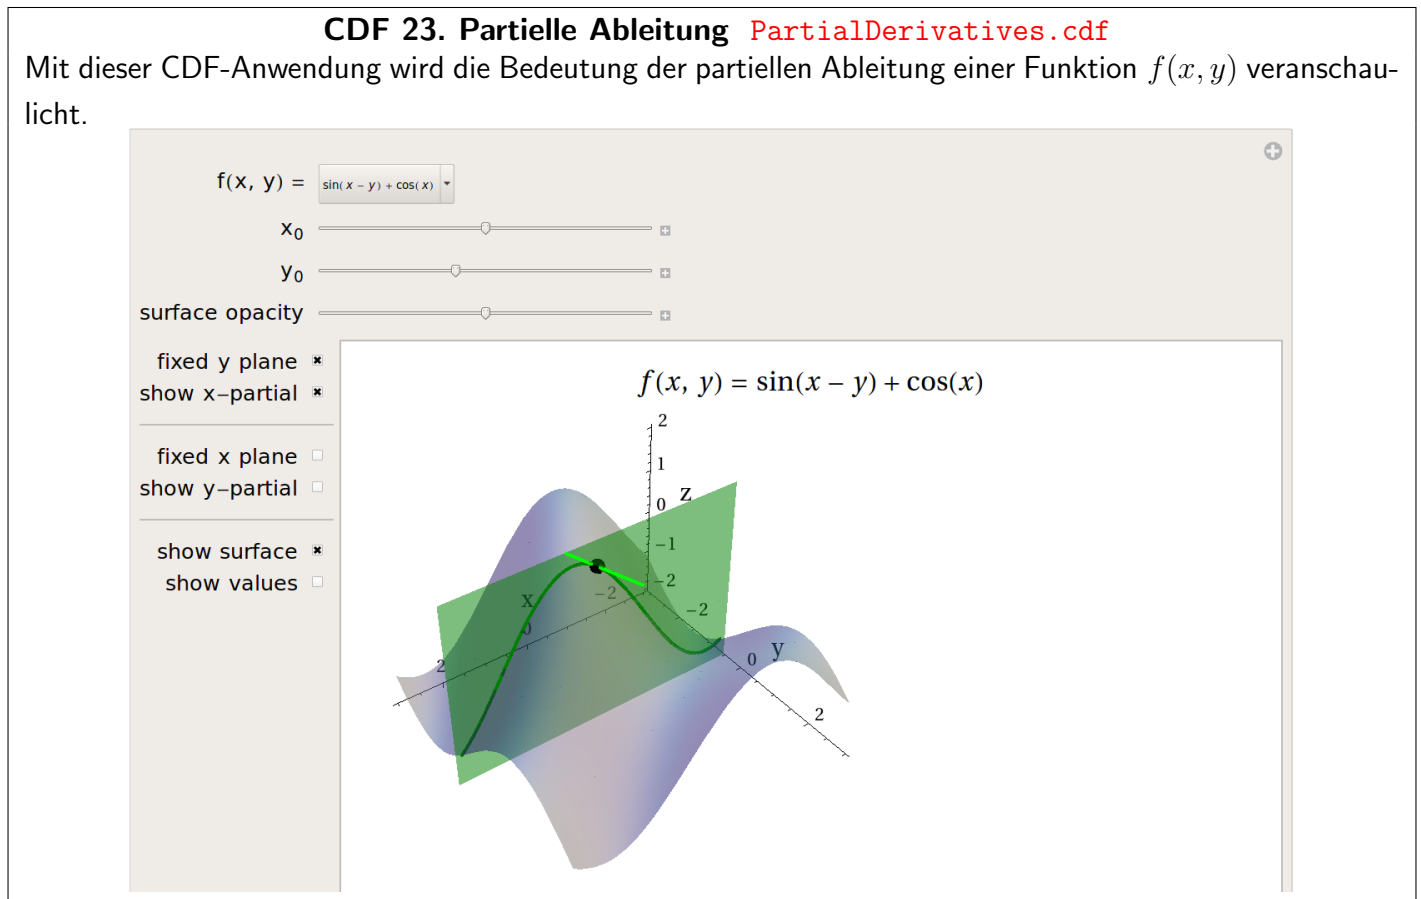 CDF 23. Partielle Ableitung PartialDerivatives.cdf
Mit dieser CDF-Anwendung wird die Bedeutung der partiellen Ableitung einer Funktion f(x, y) veranschau-
licht.
f(x, y) = sin( x − y) + cos( x)
x₀
y₀
surface opacity
fixed y plane
show x−partial
fixed x plane
show y−partial
show surface
show values
f(x, y) = sin(x − y) + cos(x)
2
1
0 z
−1
−2
−2
x
0
2
−2
0 y
2